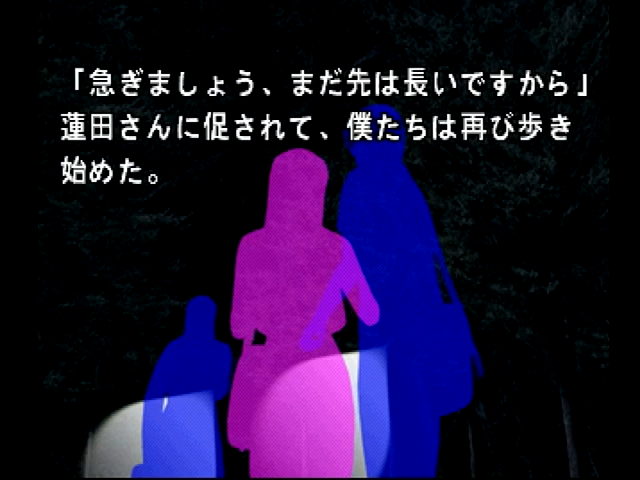 「急ぎましょう、まだ先は長いですから」
蓮田さんに促されて、僕たちは再び歩き
始めた。